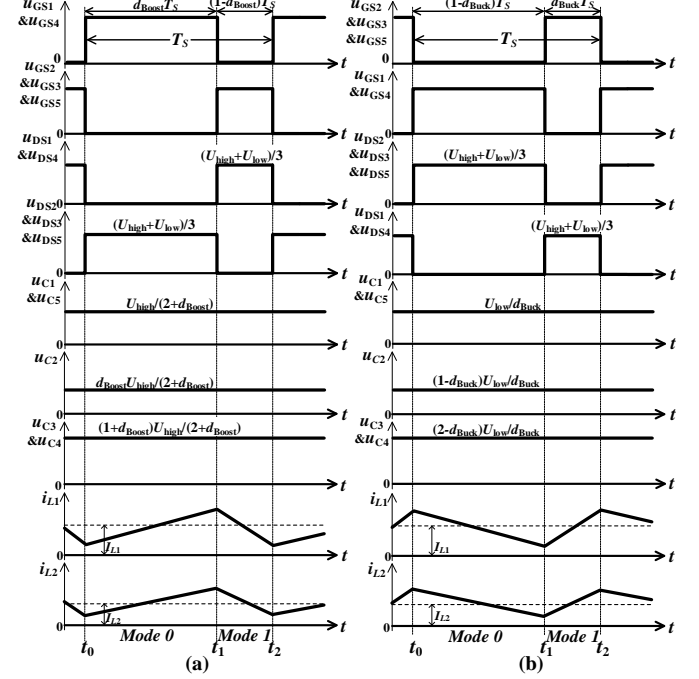 uGS1
&uGS4
dBoostTS
(1-dBoost)TS
TS
0
t
uGS2
&uGS3
&uGS5
0
t
uDS1
&uDS4
(Uhigh+Ulow)/3
0
t
uDS2
&uDS3
&uDS5
(Uhigh+Ulow)/3
0
t
uC1
&uC5
Uhigh/(2+dBoost)
0
t
uC2
dBoostUhigh/(2+dBoost)
0
t
uC3
&uC4
(1+dBoost)Uhigh/(2+dBoost)
0
t
iL1
IL1
0
t
iL2
IL2
0
t
Mode 0
Mode 1
t0
t1
t2
(a)
uGS2
&uGS3
&uGS5
(1-dBuck)TS
dBuckTS
TS
0
t
uGS1
&uGS4
0
t
uDS2
&uDS3
&uDS5
(Uhigh+Ulow)/3
0
t
uDS1
&uDS4
(Uhigh+Ulow)/3
0
t
uC1
&uC5
Ulow/dBuck
0
t
uC2
(1-dBuck)Ulow/dBuck
0
t
uC3
&uC4
(2-dBuck)Ulow/dBuck
0
t
iL1
IL1
0
t
iL2
IL2
0
t
Mode 0
Mode 1
t0
t1
t2
(b)